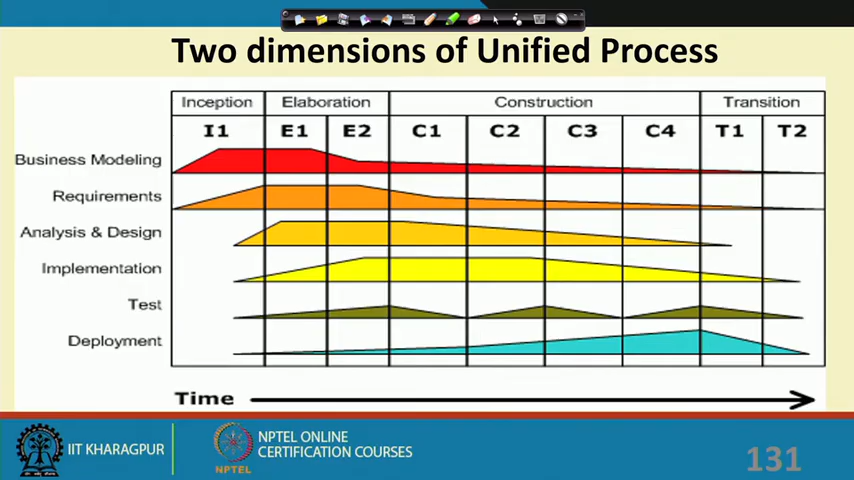 Two dimensions of Unified Process
Inception Elaboration Construction Transition
I1 E1 E2 C1 C2 C3 C4 T1 T2
Business Modeling
Requirements
Analysis & Design
Implementation
Test
Deployment
Time
IIT KHARAGPUR
NPTEL
NPTEL ONLINE
CERTIFICATION COURSES
131